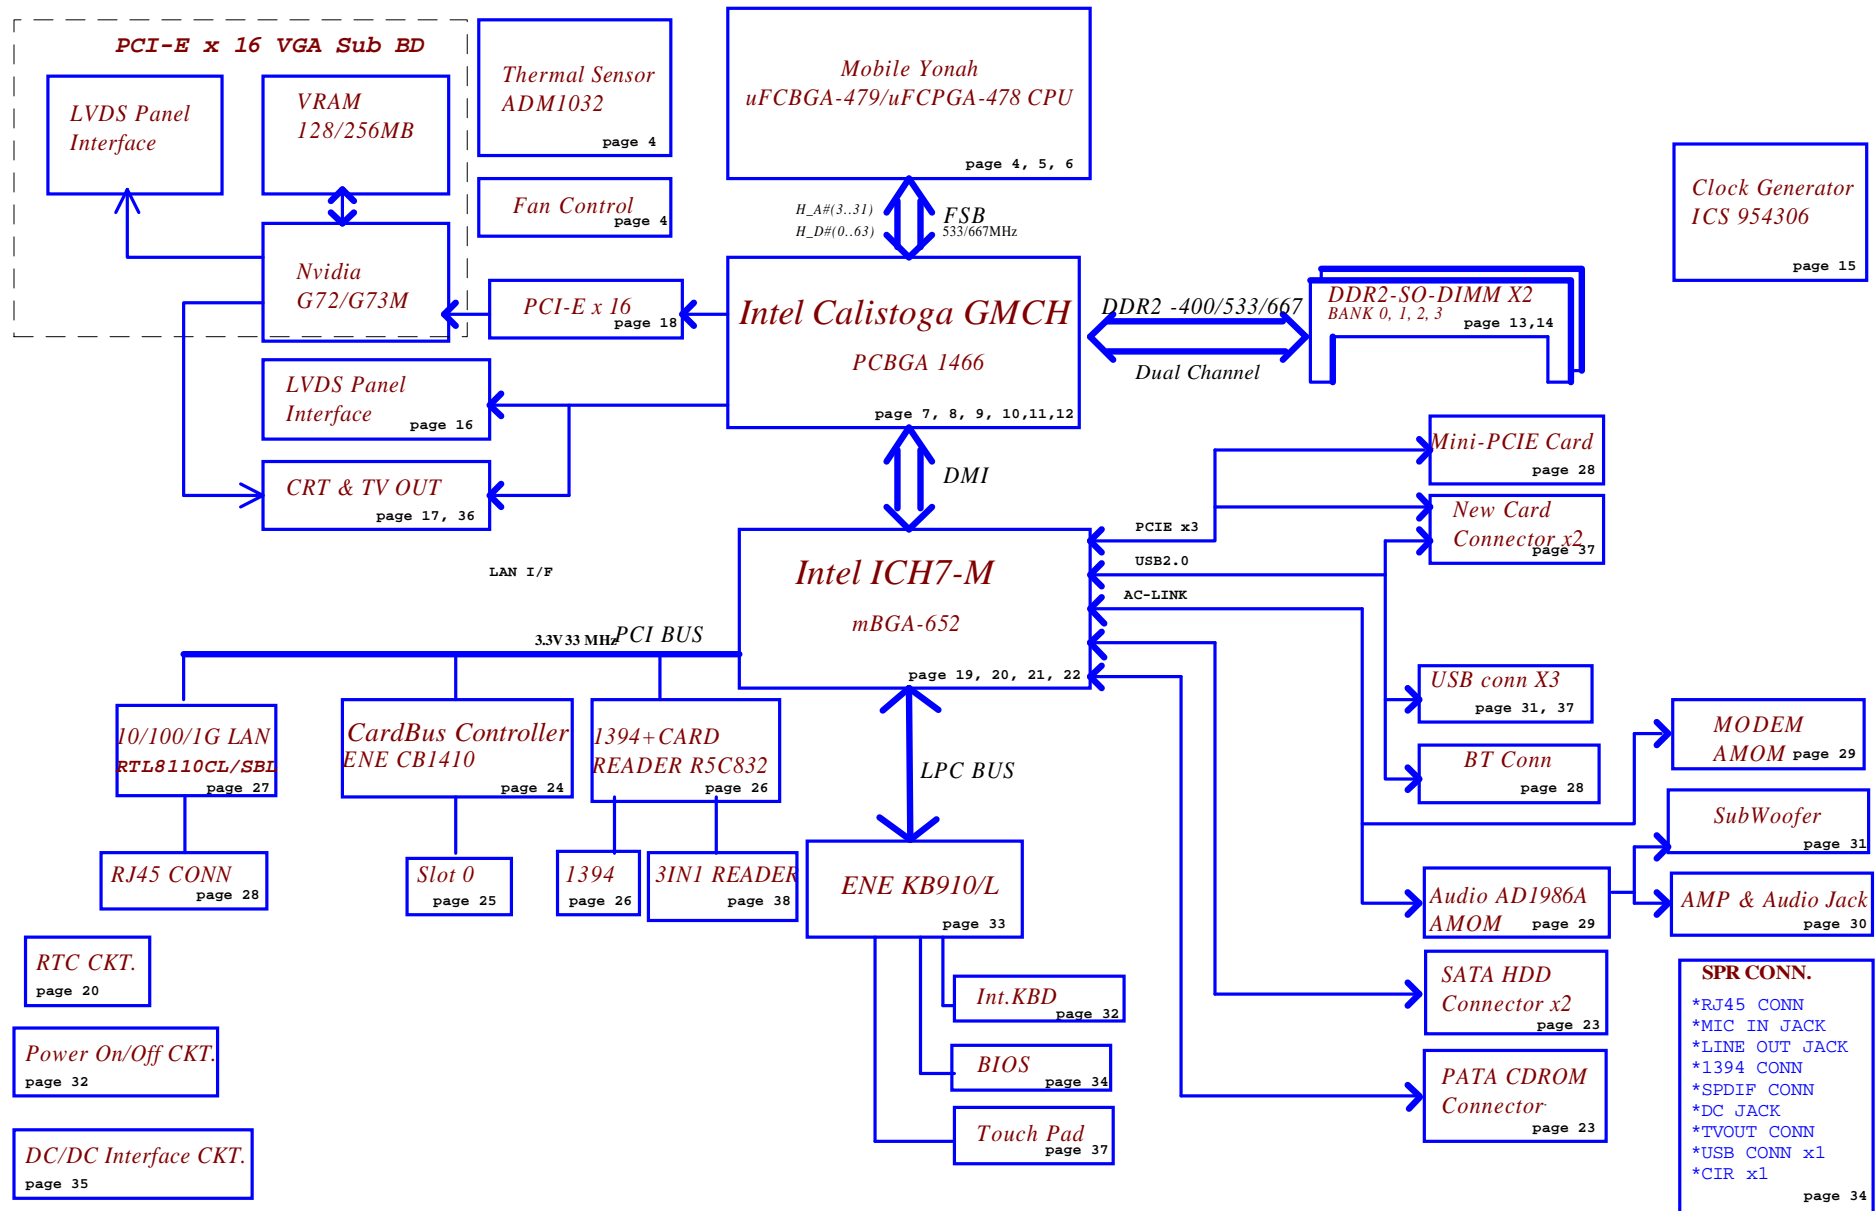 PCI-E x 16 VGA Sub BD
LVDS Panel
Interface
VRAM
128/256MB
Nvidia
G72/G73M
Thermal Sensor
ADM1032
page 4
Fan Control
page 4
Mobile Yonah
uFCBGA-479/uFCPGA-478 CPU
page 4, 5, 6
H_A#(3..31)
H_D#(0..63)
FSB
533/667MHz
Clock Generator
ICS 954306
page 15
PCI-E x 16
page 18
Intel Calistoga GMCH
PCBGA 1466
page 7, 8, 9, 10,11,12
DDR2 -400/533/667
Dual Channel
DDR2-SO-DIMM X2
BANK 0, 1, 2, 3
page 13,14
LVDS Panel
Interface
page 16
CRT & TV OUT
page 17, 36
DMI
LAN I/F
Intel ICH7-M
mBGA-652
page 19, 20, 21, 22
PCIE x3
USB2.0
AC-LINK
Mini-PCIE Card
page 28
New Card
Connector x2
page 37
3.3V 33 MHz
PCI BUS
10/100/1G LAN
RTL8110CL/SBL
page 27
CardBus Controller
ENE CB1410
page 24
1394+CARD
READER R5C832
page 26
LPC BUS
USB conn X3
page 31, 37
BT Conn
page 28
MODEM
AMOM
page 29
SubWoofer
page 31
RJ45 CONN
page 28
Slot 0
page 25
1394
page 26
3IN1 READER
page 38
ENE KB910/L
page 33
Audio AD1986A
AMOM
page 29
AMP & Audio Jack
page 30
RTC CKT.
page 20
Power On/Off CKT.
page 32
DC/DC Interface CKT.
page 35
Int.KBD
page 32
BIOS
page 34
Touch Pad
page 37
SATA HDD
Connector x2
page 23
PATA CDROM
Connector
page 23
SPR CONN.
*RJ45 CONN
*MIC IN JACK
*LINE OUT JACK
*1394 CONN
*SPDIF CONN
*DC JACK
*TVOUT CONN
*USB CONN x1
*CIR x1
page 34